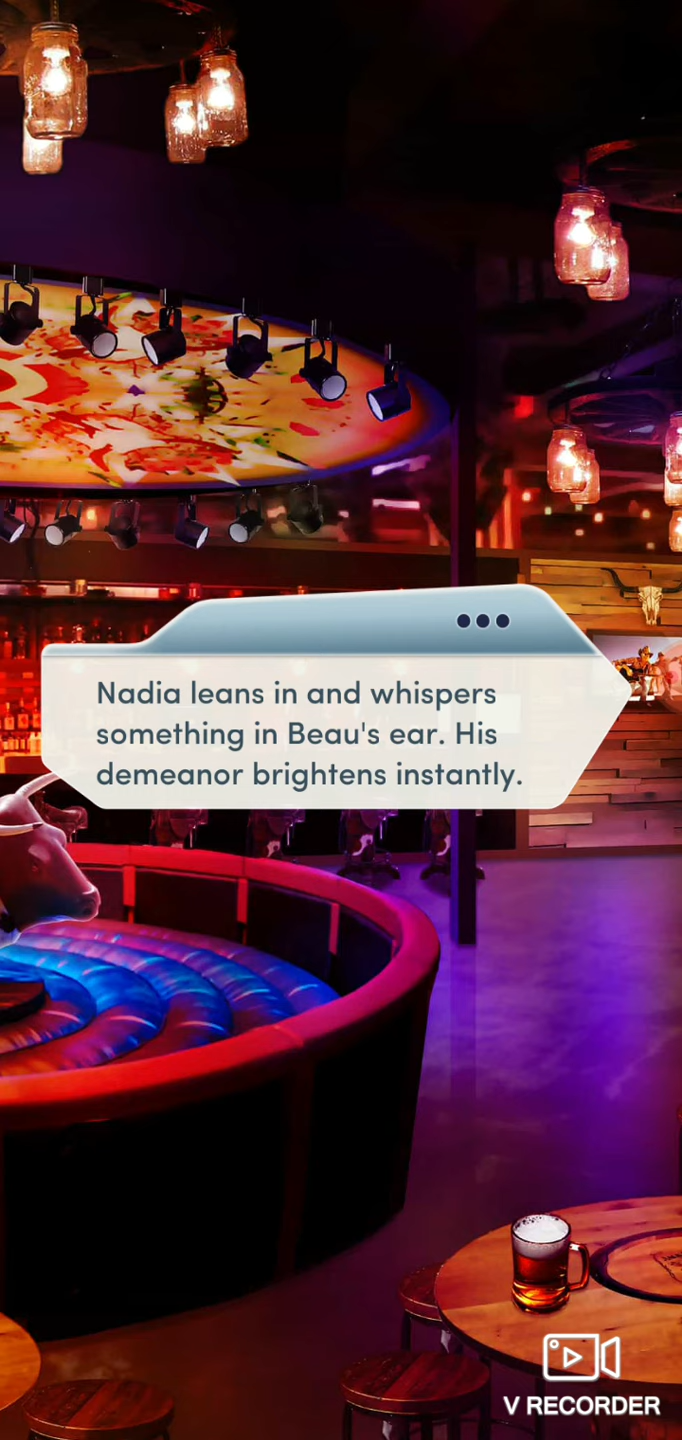 Nadia leans in and whispers
something in Beau's ear. His
demeanor brightens instantly.
V RECORDER